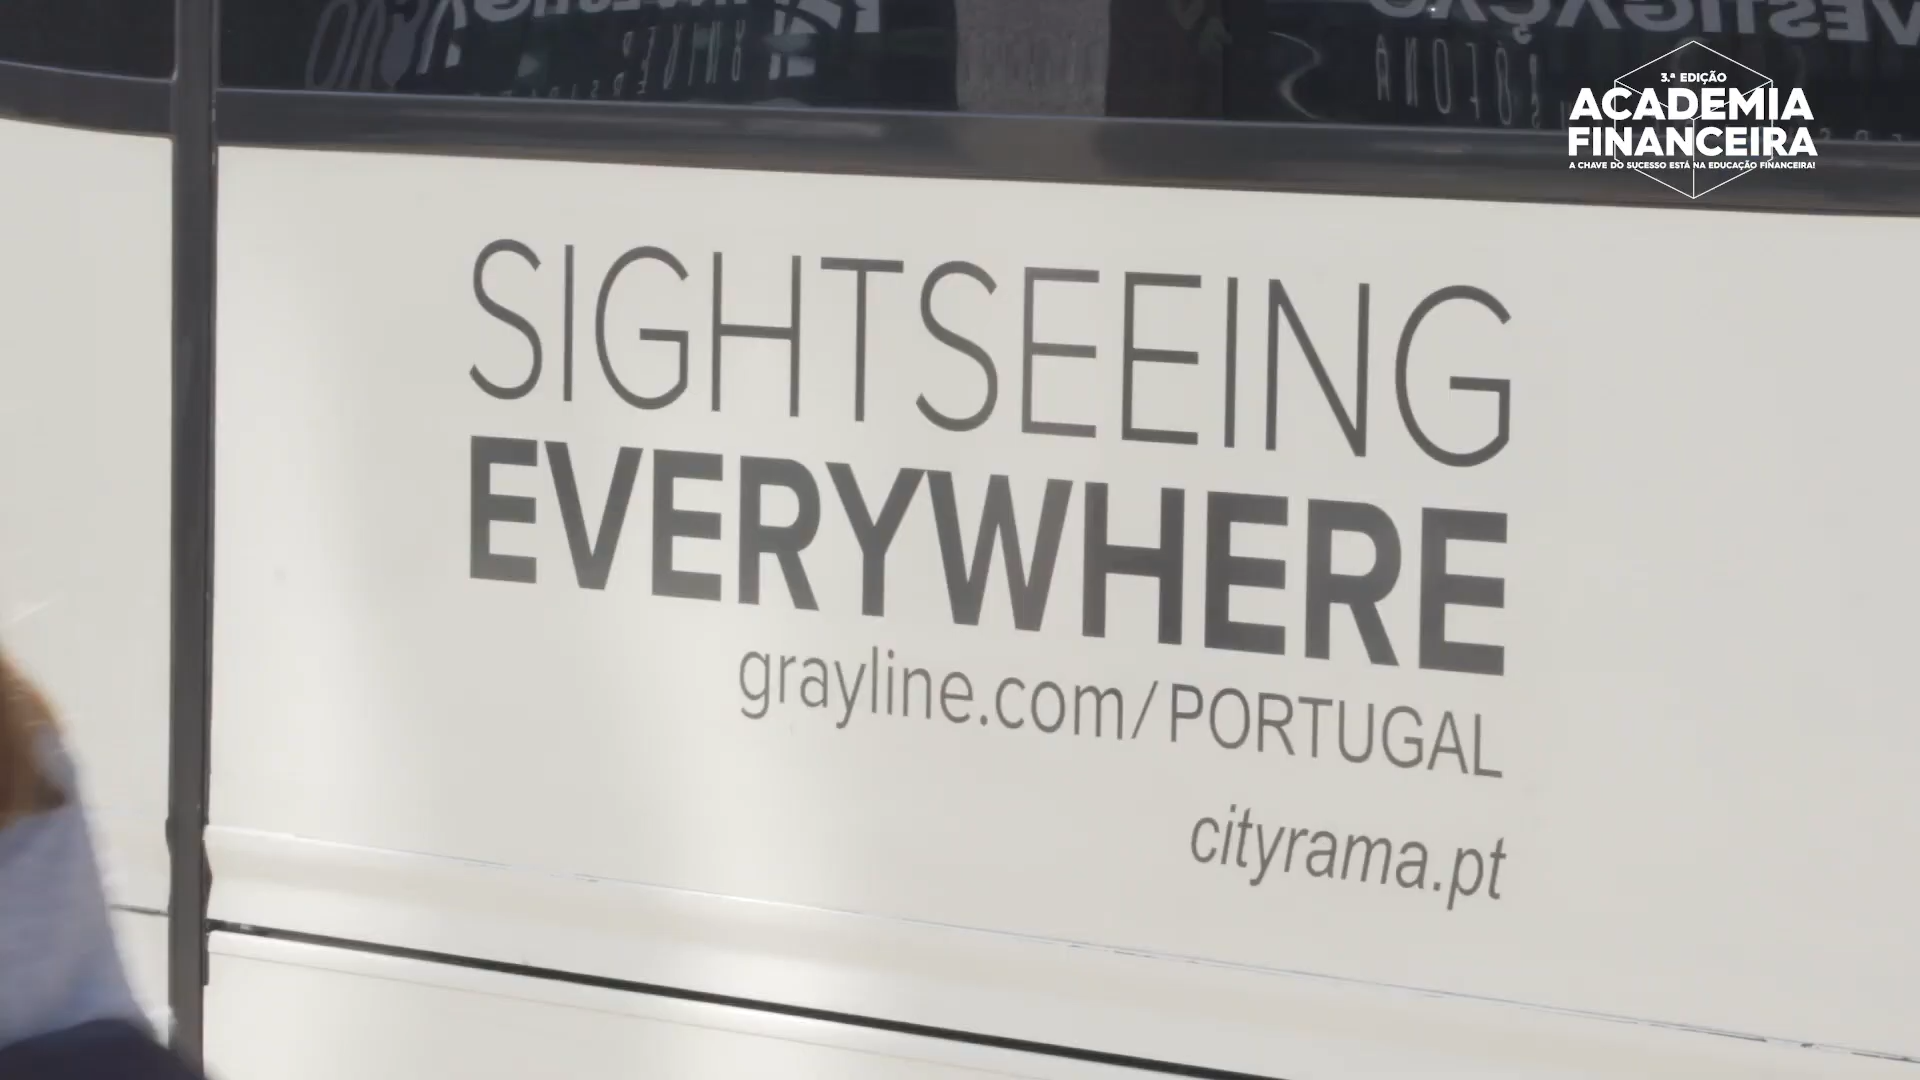 3.ª EDIÇÃO
ACADEMIA
FINANCEIRA
A CHAVE DO SUCESSO ESTÁ NA EDUCAÇÃO FINANCEIRA!
SIGHTSEEING
EVERYWHERE
grayline.com/PORTUGAL
cityrama.pt